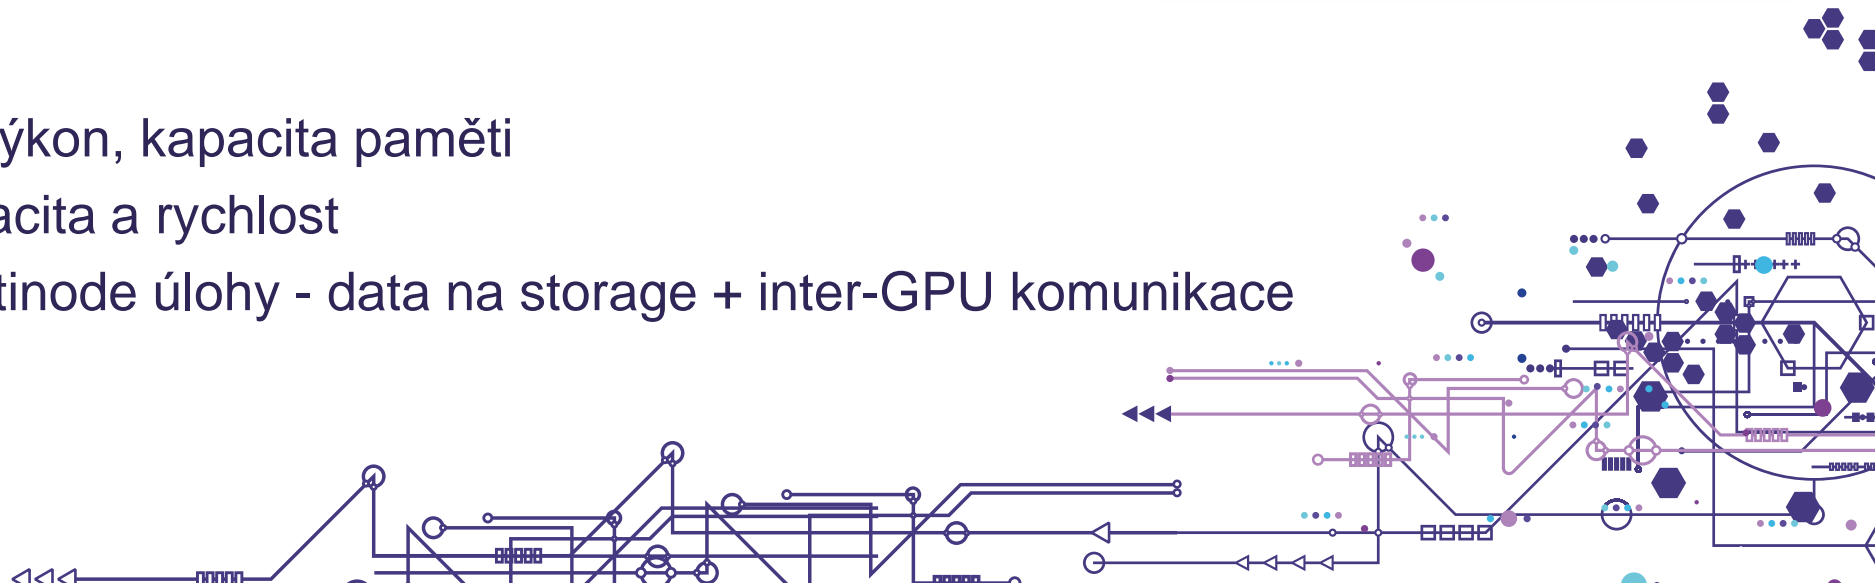 ýkon, kapacita paměti
acita a rychlost
tinode úlohy - data na storage + inter-GPU komunikace